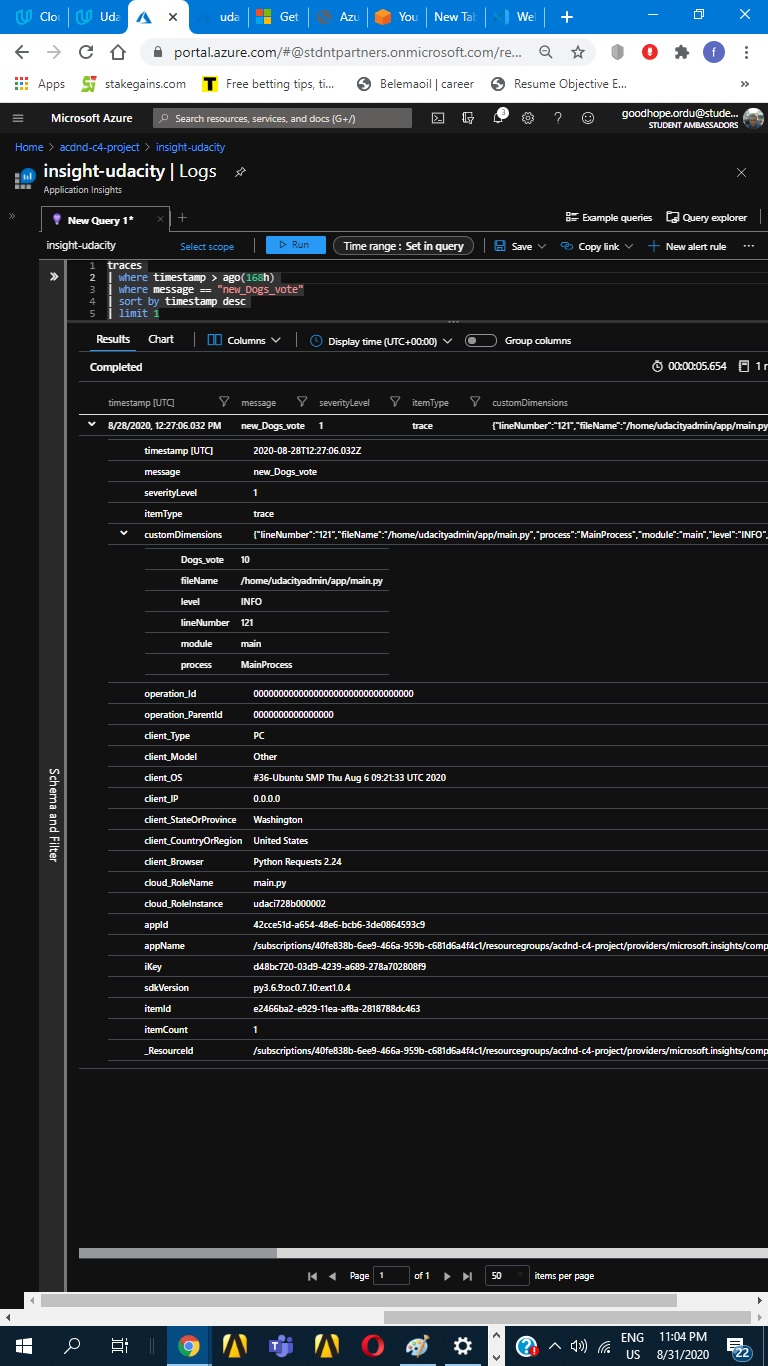 Clo
Uda
uda
Get
Azu
You
New Tab
Wel
portal.azure.com/#@stdntpartners.onmicrosoft.com/re...
f
Apps
stakegains.com
Free betting tips, ti...
Belemaoil | career
Resume Objective E...
»
Microsoft Azure
Search resources, services, and docs (G+/)
3
goodhope.ordu@stude...
STUDENT AMBASSADORS
Home > acdnd-c4-project > insight-udacity
insight-udacity | Logs
Application Insights
New Query 1*
Example queries
Query explorer
insight-udacity
Select scope
Run
Time range : Set in query
Save
Copy link
New alert rule
1 traces
2 | where timestamp > ago(168h)
3 | where message == "new_Dogs_vote"
4 | sort by timestamp desc
5 | limit 1
Results
Chart
Columns
Display time (UTC+00:00)
Group columns
Completed
00:00:05.654
1 r
timestamp [UTC] message severityLevel itemType customDimensions
8/28/2020, 12:27:06.032 PM new_Dogs_vote 1 trace {"lineNumber":"121","fileName":"/home/udacityadmin/app/main.py
timestamp [UTC] 2020-08-28T12:27:06.032Z
message new_Dogs_vote
severityLevel 1
itemType trace
customDimensions {"lineNumber":"121","fileName":"/home/udacityadmin/app/main.py","process":"MainProcess","module":"main","level":"INFO",
Dogs_vote 10
fileName /home/udacityadmin/app/main.py
level INFO
lineNumber 121
module main
process MainProcess
operation_Id 00000000000000000000000000000000
operation_ParentId 0000000000000000
client_Type PC
client_Model Other
client_OS #36-Ubuntu SMP Thu Aug 6 09:21:33 UTC 2020
client_IP 0.0.0.0
client_StateOrProvince Washington
client_CountryOrRegion United States
client_Browser Python Requests 2.24
cloud_RoleName main.py
cloud_RoleInstance udaci728b000002
appId 42cce51d-a654-48e6-bcb6-3de0864593c9
appName /subscriptions/40fe838b-6ee9-466a-959b-c681d6a4f4c1/resourcegroups/acdnd-c4-project/providers/microsoft.insights/comp
iKey d48bc720-03d9-4239-a689-278a702808f9
sdkVersion py3.6.9:oc0.7.10:ext1.0.4
itemId e2466ba2-e929-11ea-af8a-2818788dc463
itemCount 1
_ResourceId /subscriptions/40fe838b-6ee9-466a-959b-c681d6a4f4c1/resourcegroups/acdnd-c4-project/providers/microsoft.insights/comp
Schema and Filter
Page 1 of 1
50 items per page
ENG
US
11:04 PM
8/31/2020
22